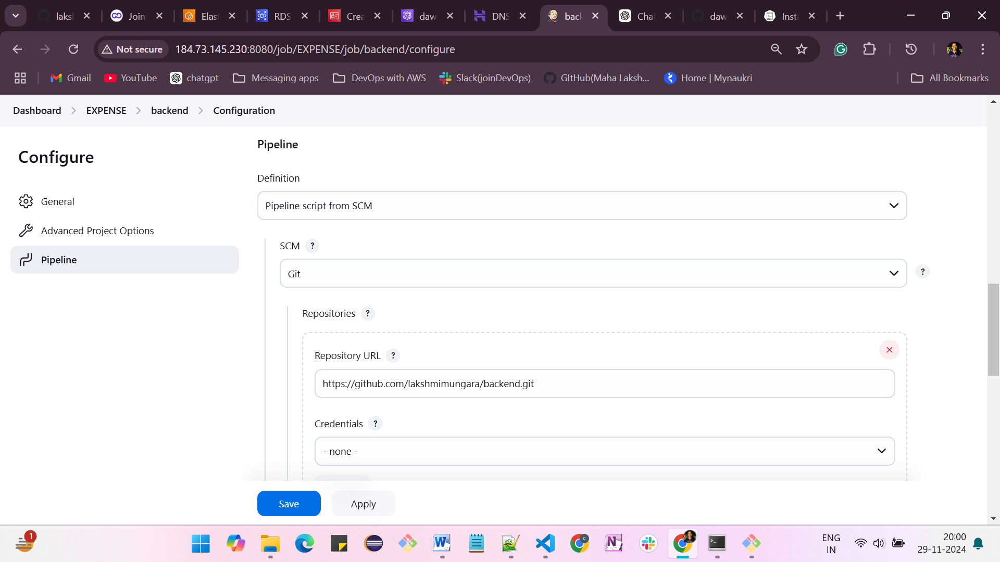 laks
Join
Elas
RDS
Crea
daw
DNS
back
Chat
daw
Insta
Not secure
184.73.145.230:8080/job/EXPENSE/job/backend/configure
Gmail
YouTube
chatgpt
Messaging apps
DevOps with AWS
Slack(joinDevOps)
GItHub(Maha Laksh...
Home | Mynaukri
All Bookmarks
Dashboard
EXPENSE
backend
Configuration
Configure
General
Advanced Project Options
Pipeline
Pipeline
Definition
Pipeline script from SCM
SCM ?
Git
?
Repositories ?
Repository URL ?
https://github.com/lakshmimungara/backend.git
Credentials ?
- none -
Save
Apply
1
ENG
IN
20:00
29-11-2024